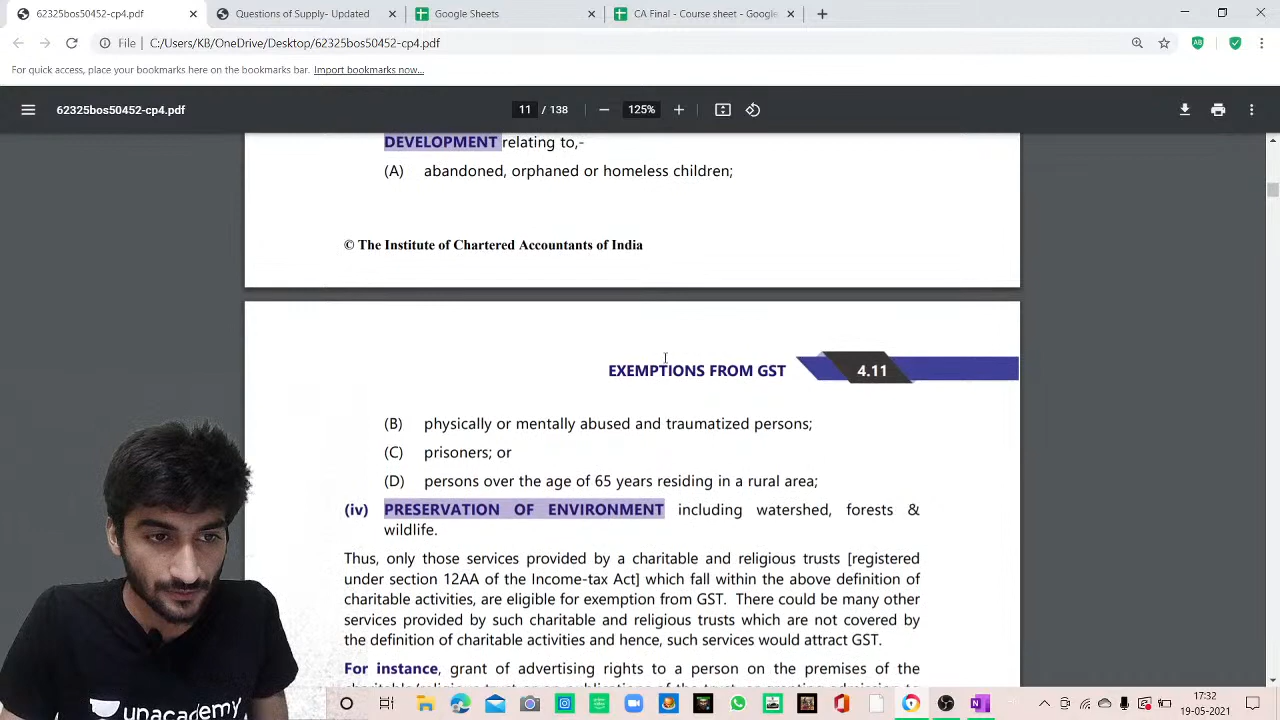 62325bos50452-cp4.pdf
Questions of Supply- Updated
Google Sheets
CA Final - Course sheet - Google
File
C:/Users/KB/OneDrive/Desktop/62325bos50452-cp4.pdf
For quick access, place your bookmarks here on the bookmarks bar. Import bookmarks now...
62325bos50452-cp4.pdf
11 / 138
125%
DEVELOPMENT relating to,-
(A) abandoned, orphaned or homeless children;
© The Institute of Chartered Accountants of India
EXEMPTIONS FROM GST 4.11
(B) physically or mentally abused and traumatized persons;
(C) prisoners; or
(D) persons over the age of 65 years residing in a rural area;
(iv) PRESERVATION OF ENVIRONMENT including watershed, forests &
wildlife.
Thus, only those services provided by a charitable and religious trusts [registered
under section 12AA of the Income-tax Act] which fall within the above definition of
charitable activities, are eligible for exemption from GST. There could be many other
services provided by such charitable and religious trusts which are not covered by
the definition of charitable activities and hence, such services would attract GST.
For instance, grant of advertising rights to a person on the premises of the
unacademy
17:32
19-05-2021